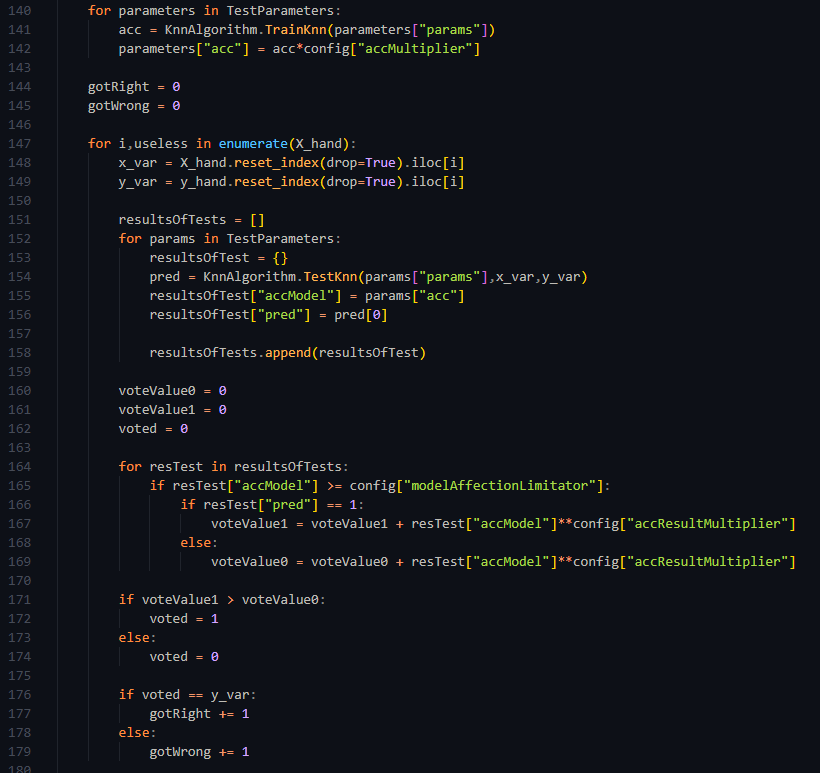 140 for parameters in TestParameters:
141 acc = KnnAlgorithm.TrainKnn(parameters["params"])
142 parameters["acc"] = acc*config["accMultiplier"]
143
144 gotRight = 0
145 gotWrong = 0
146
147 for i,useless in enumerate(X_hand):
148 x_var = X_hand.reset_index(drop=True).iloc[i]
149 y_var = y_hand.reset_index(drop=True).iloc[i]
150
151 resultsOfTests = []
152 for params in TestParameters:
153 resultsOfTest = {}
154 pred = KnnAlgorithm.TestKnn(params["params"],x_var,y_var)
155 resultsOfTest["accModel"] = params["acc"]
156 resultsOfTest["pred"] = pred[0]
157
158 resultsOfTests.append(resultsOfTest)
159
160 voteValue0 = 0
161 voteValue1 = 0
162 voted = 0
163
164 for resTest in resultsOfTests:
165 if resTest["accModel"] >= config["modelAffectionLimitator"]:
166 if resTest["pred"] == 1:
167 voteValue1 = voteValue1 + resTest["accModel"]**config["accResultMultiplier"]
168 else:
169 voteValue0 = voteValue0 + resTest["accModel"]**config["accResultMultiplier"]
170
171 if voteValue1 > voteValue0:
172 voted = 1
173 else:
174 voted = 0
175
176 if voted == y_var:
177 gotRight += 1
178 else:
179 gotWrong += 1
180